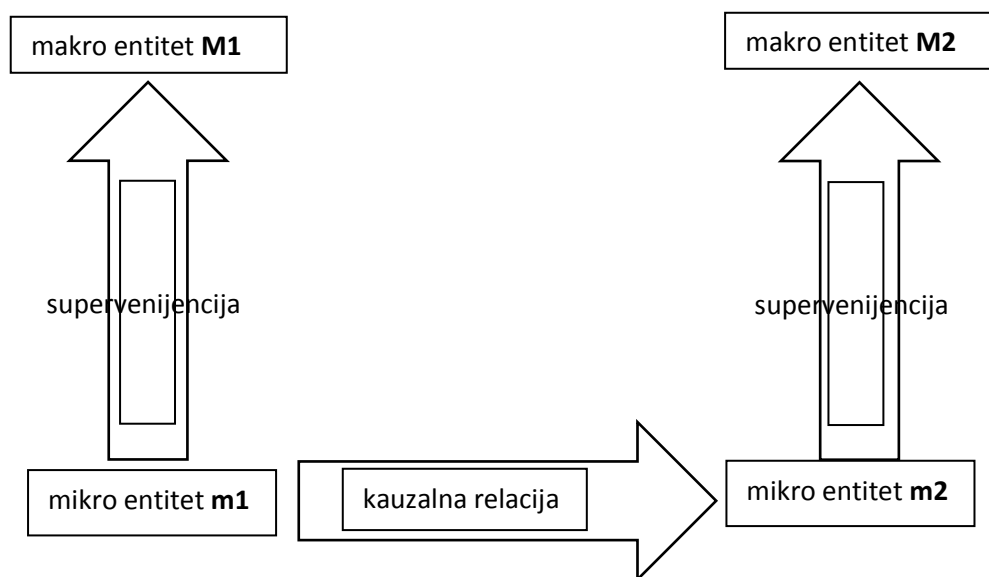 makro entitet M1
makro entitet M2
supervenijencija
supervenijencija
mikro entitet m1
kauzalna relacija
mikro entitet m2